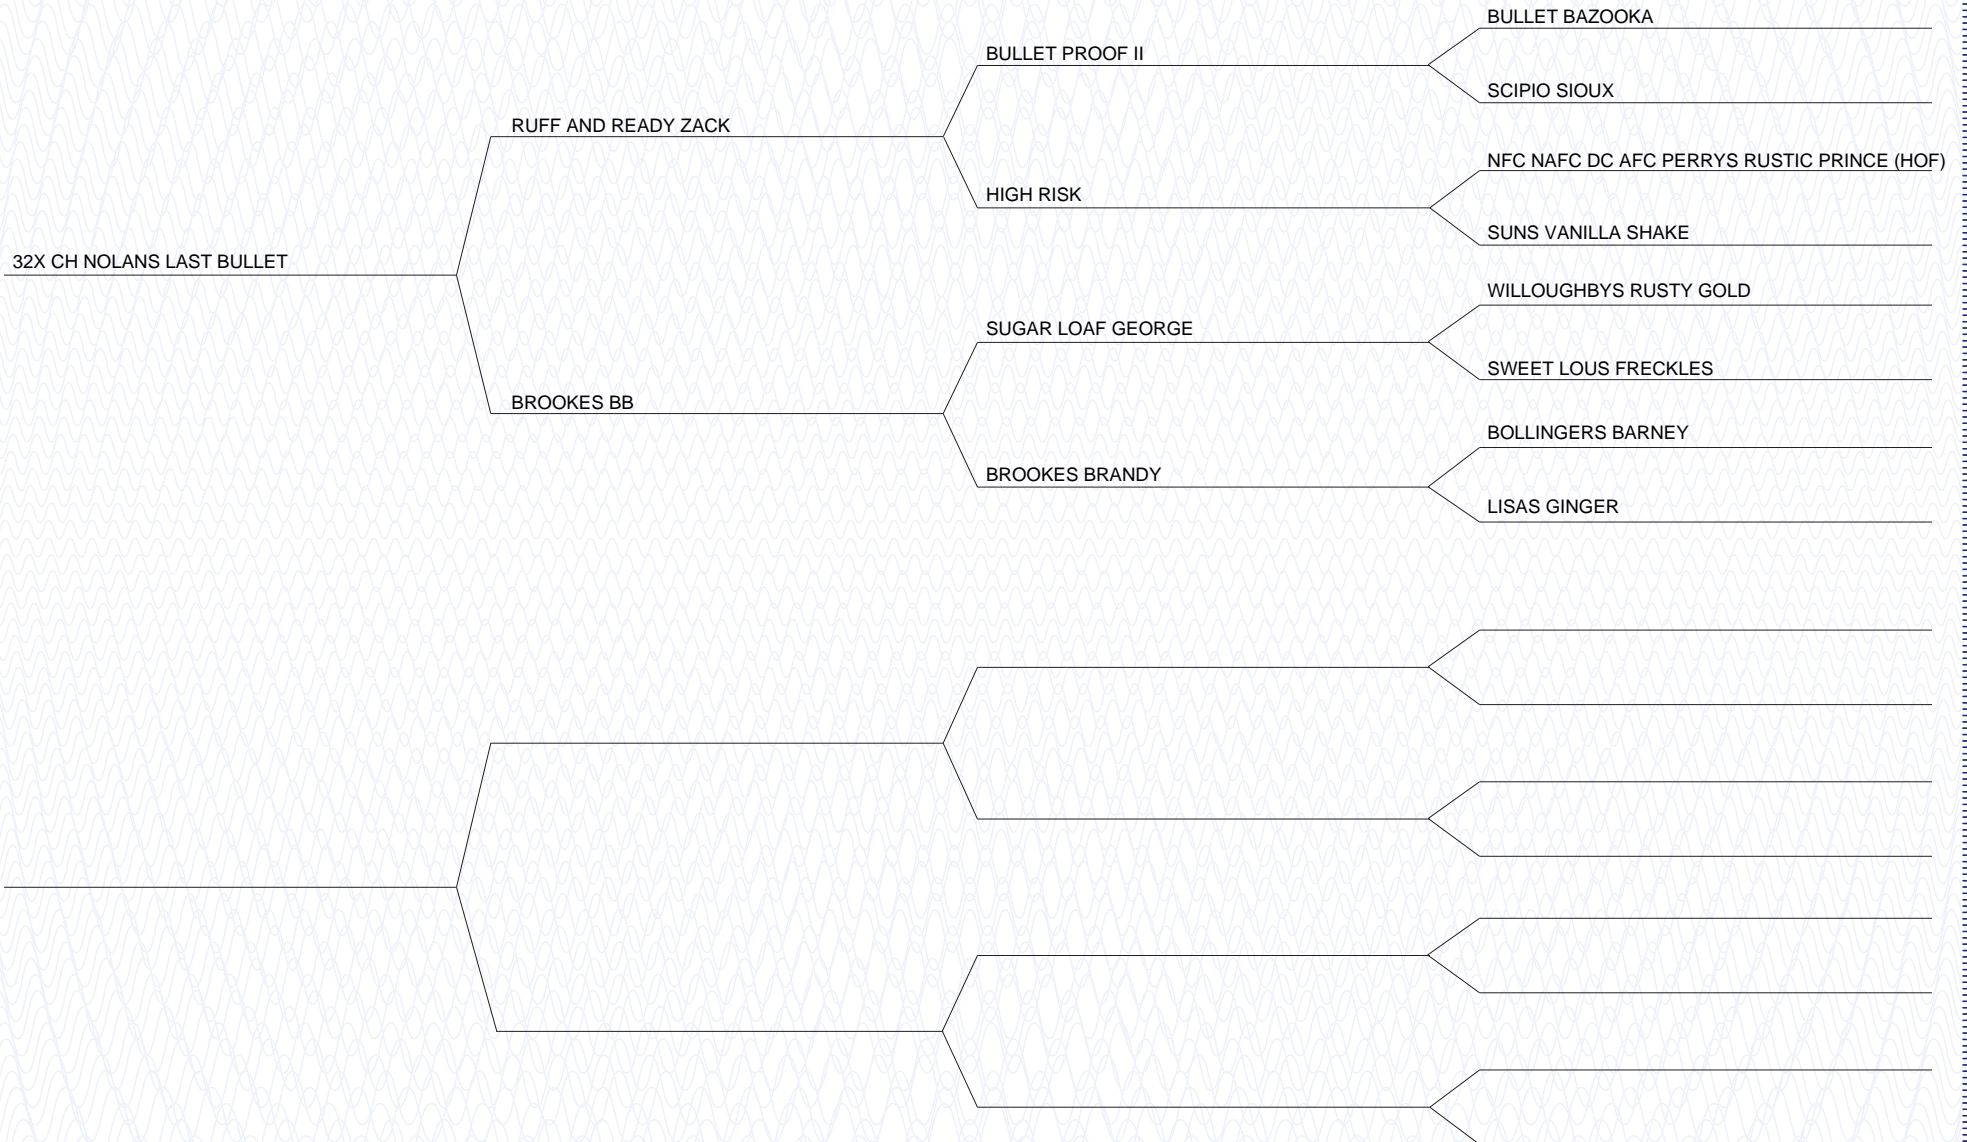 BULLET BAZOOKA
BULLET PROOF II
SCIPIO SIOUX
RUFF AND READY ZACK
NFC NAFC DC AFC PERRYS RUSTIC PRINCE (HOF)
HIGH RISK
SUNS VANILLA SHAKE
32X CH NOLANS LAST BULLET
WILLOUGHBYS RUSTY GOLD
SUGAR LOAF GEORGE
SWEET LOUS FRECKLES
BROOKES BB
BOLLINGERS BARNEY
BROOKES BRANDY
LISAS GINGER